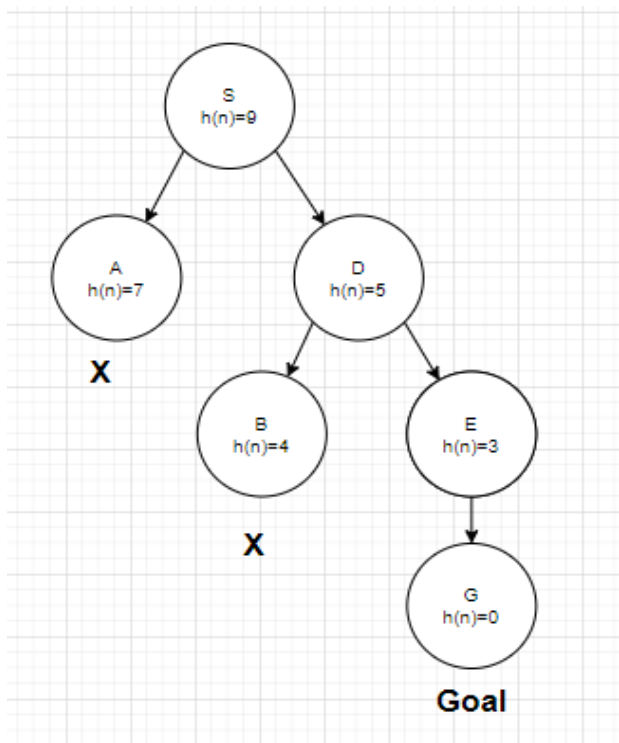 S
h(n)=9
A
h(n)=7
D
h(n)=5
X
B
h(n)=4
E
h(n)=3
X
G
h(n)=0
Goal